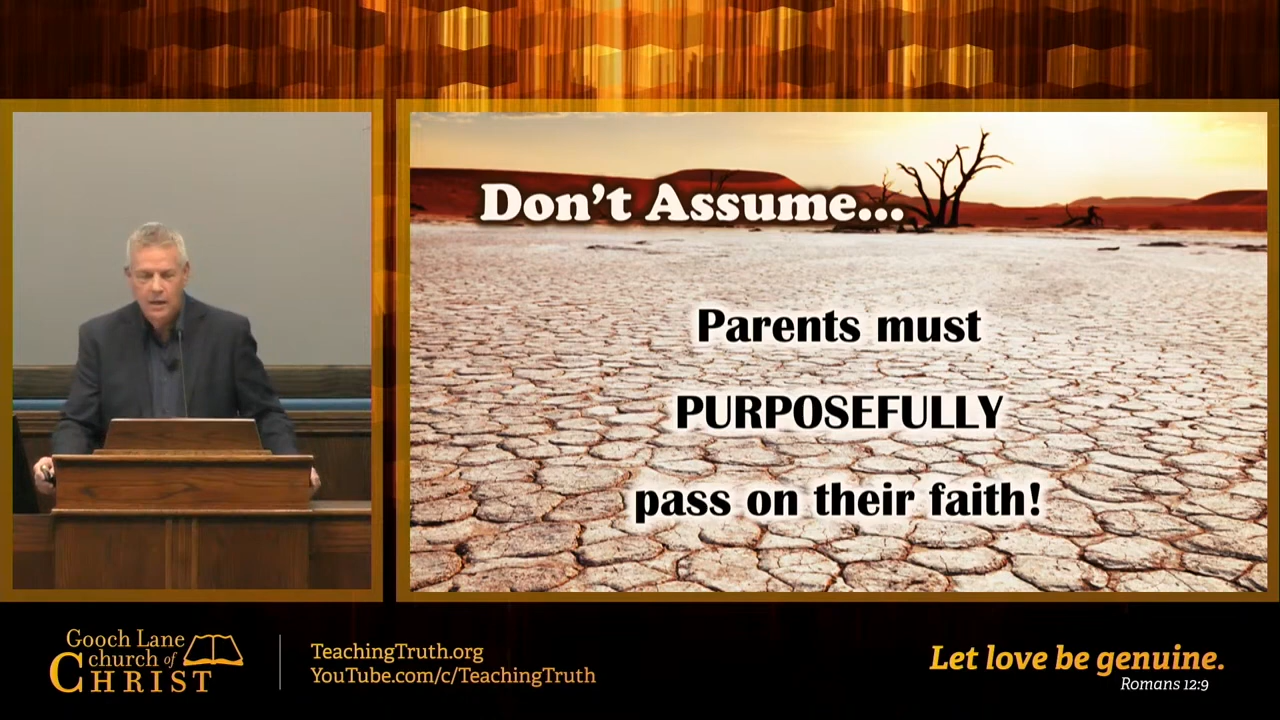 Don't Assume...
Parents must
PURPOSEFULLY
pass on their faith!
Gooch Lane
church of
CHRIST
TeachingTruth.org
YouTube.com/c/TeachingTruth
Let love be genuine.
Romans 12:9